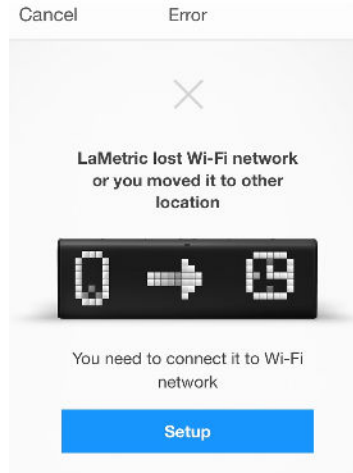 Cancel Error
LaMetric lost Wi-Fi network
or you moved it to other
location
You need to connect it to Wi-Fi
network
Setup